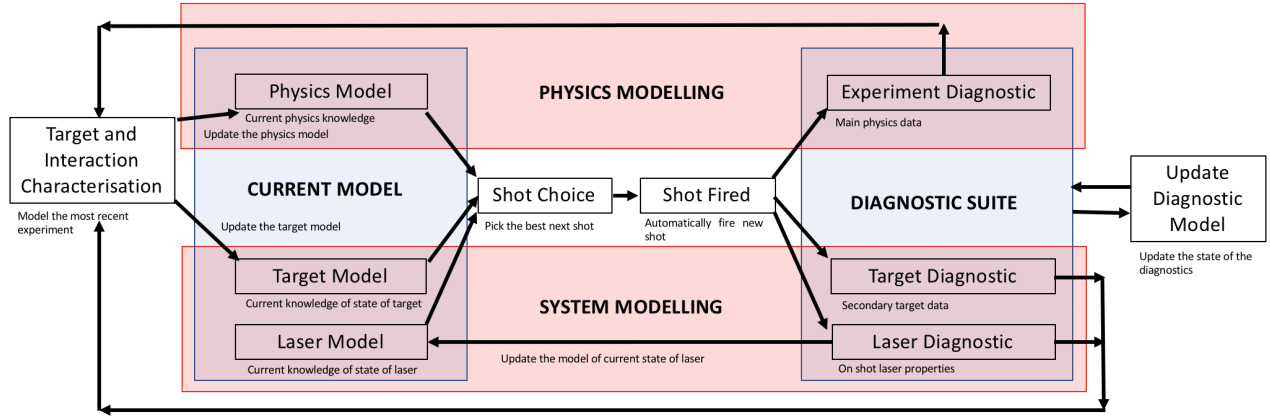 PHYSICS MODELLING
Physics Model
Current physics knowledge
Update the physics model
Experiment Diagnostic
Main physics data
Target and
Interaction
Characterisation
Model the most recent
experiment
CURRENT MODEL
Update the target model
Shot Choice
Pick the best next shot
Shot Fired
Automatically fire new
shot
DIAGNOSTIC SUITE
Update
Diagnostic
Model
Update the state of the
diagnostics
Target Model
Current knowledge of state of target
SYSTEM MODELLING
Target Diagnostic
Secondary target data
Laser Model
Current knowledge of state of laser
Update the model of current state of laser
Laser Diagnostic
On shot laser properties